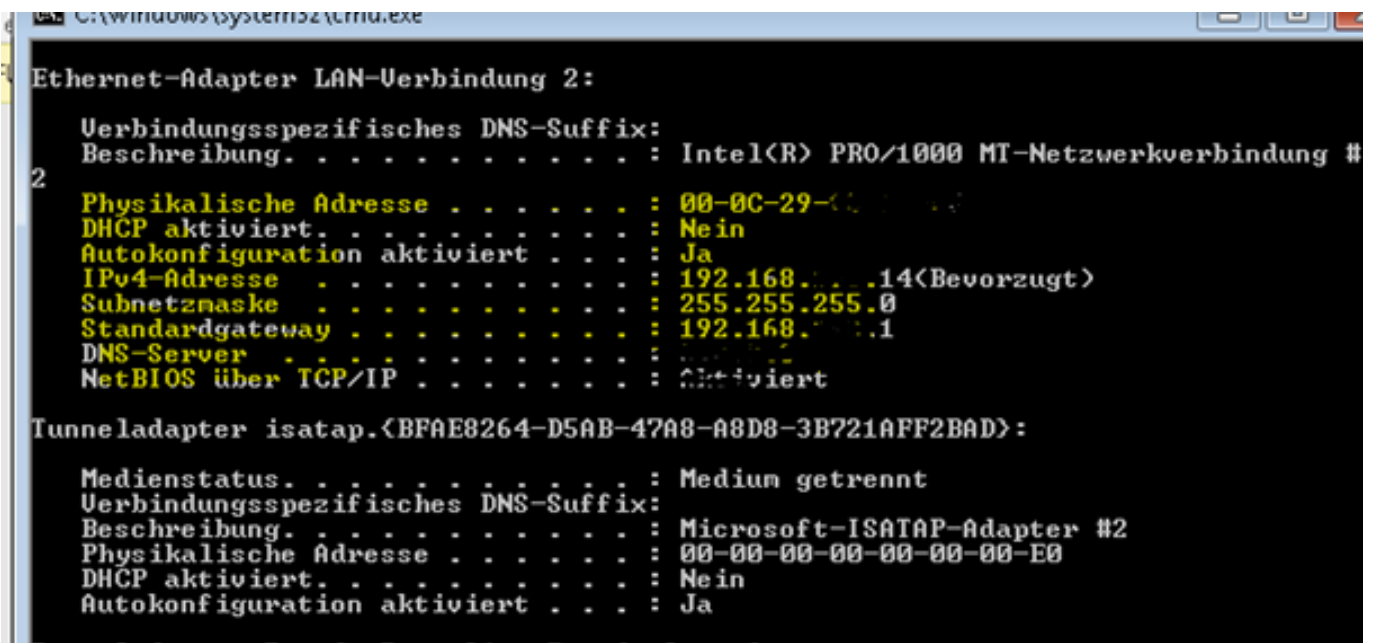 C:\Windows\system32\cmd.exe
Ethernet-Adapter LAN-Verbindung 2:
Verbindungsspezifisches DNS-Suffix:
Beschreibung. . . . . . . . . . . : Intel(R) PRO/1000 MT-Netzwerkverbindung #
2
Physikalische Adresse . . . . . . : 00-0C-29-
DHCP aktiviert. . . . . . . . . . : Nein
Autokonfiguration aktiviert . . . : Ja
IPv4-Adresse . . . . . . . . . . : 192.168. .14(Bevorzugt)
Subnetzmaske . . . . . . . . . . : 255.255.255.0
Standardgateway . . . . . . . . . : 192.168. .1
DNS-Server . . . . . . . . . . . :
NetBIOS über TCP/IP . . . . . . . : Aktiviert
Tunneladapter isatap.{BFAE8264-D5AB-47A8-A8D8-3B721AFF2BAD}:
Medienstatus. . . . . . . . . . . : Medium getrennt
Verbindungsspezifisches DNS-Suffix:
Beschreibung. . . . . . . . . . . : Microsoft-ISATAP-Adapter #2
Physikalische Adresse . . . . . . : 00-00-00-00-00-00-00-E0
DHCP aktiviert. . . . . . . . . . : Nein
Autokonfiguration aktiviert . . . : Ja